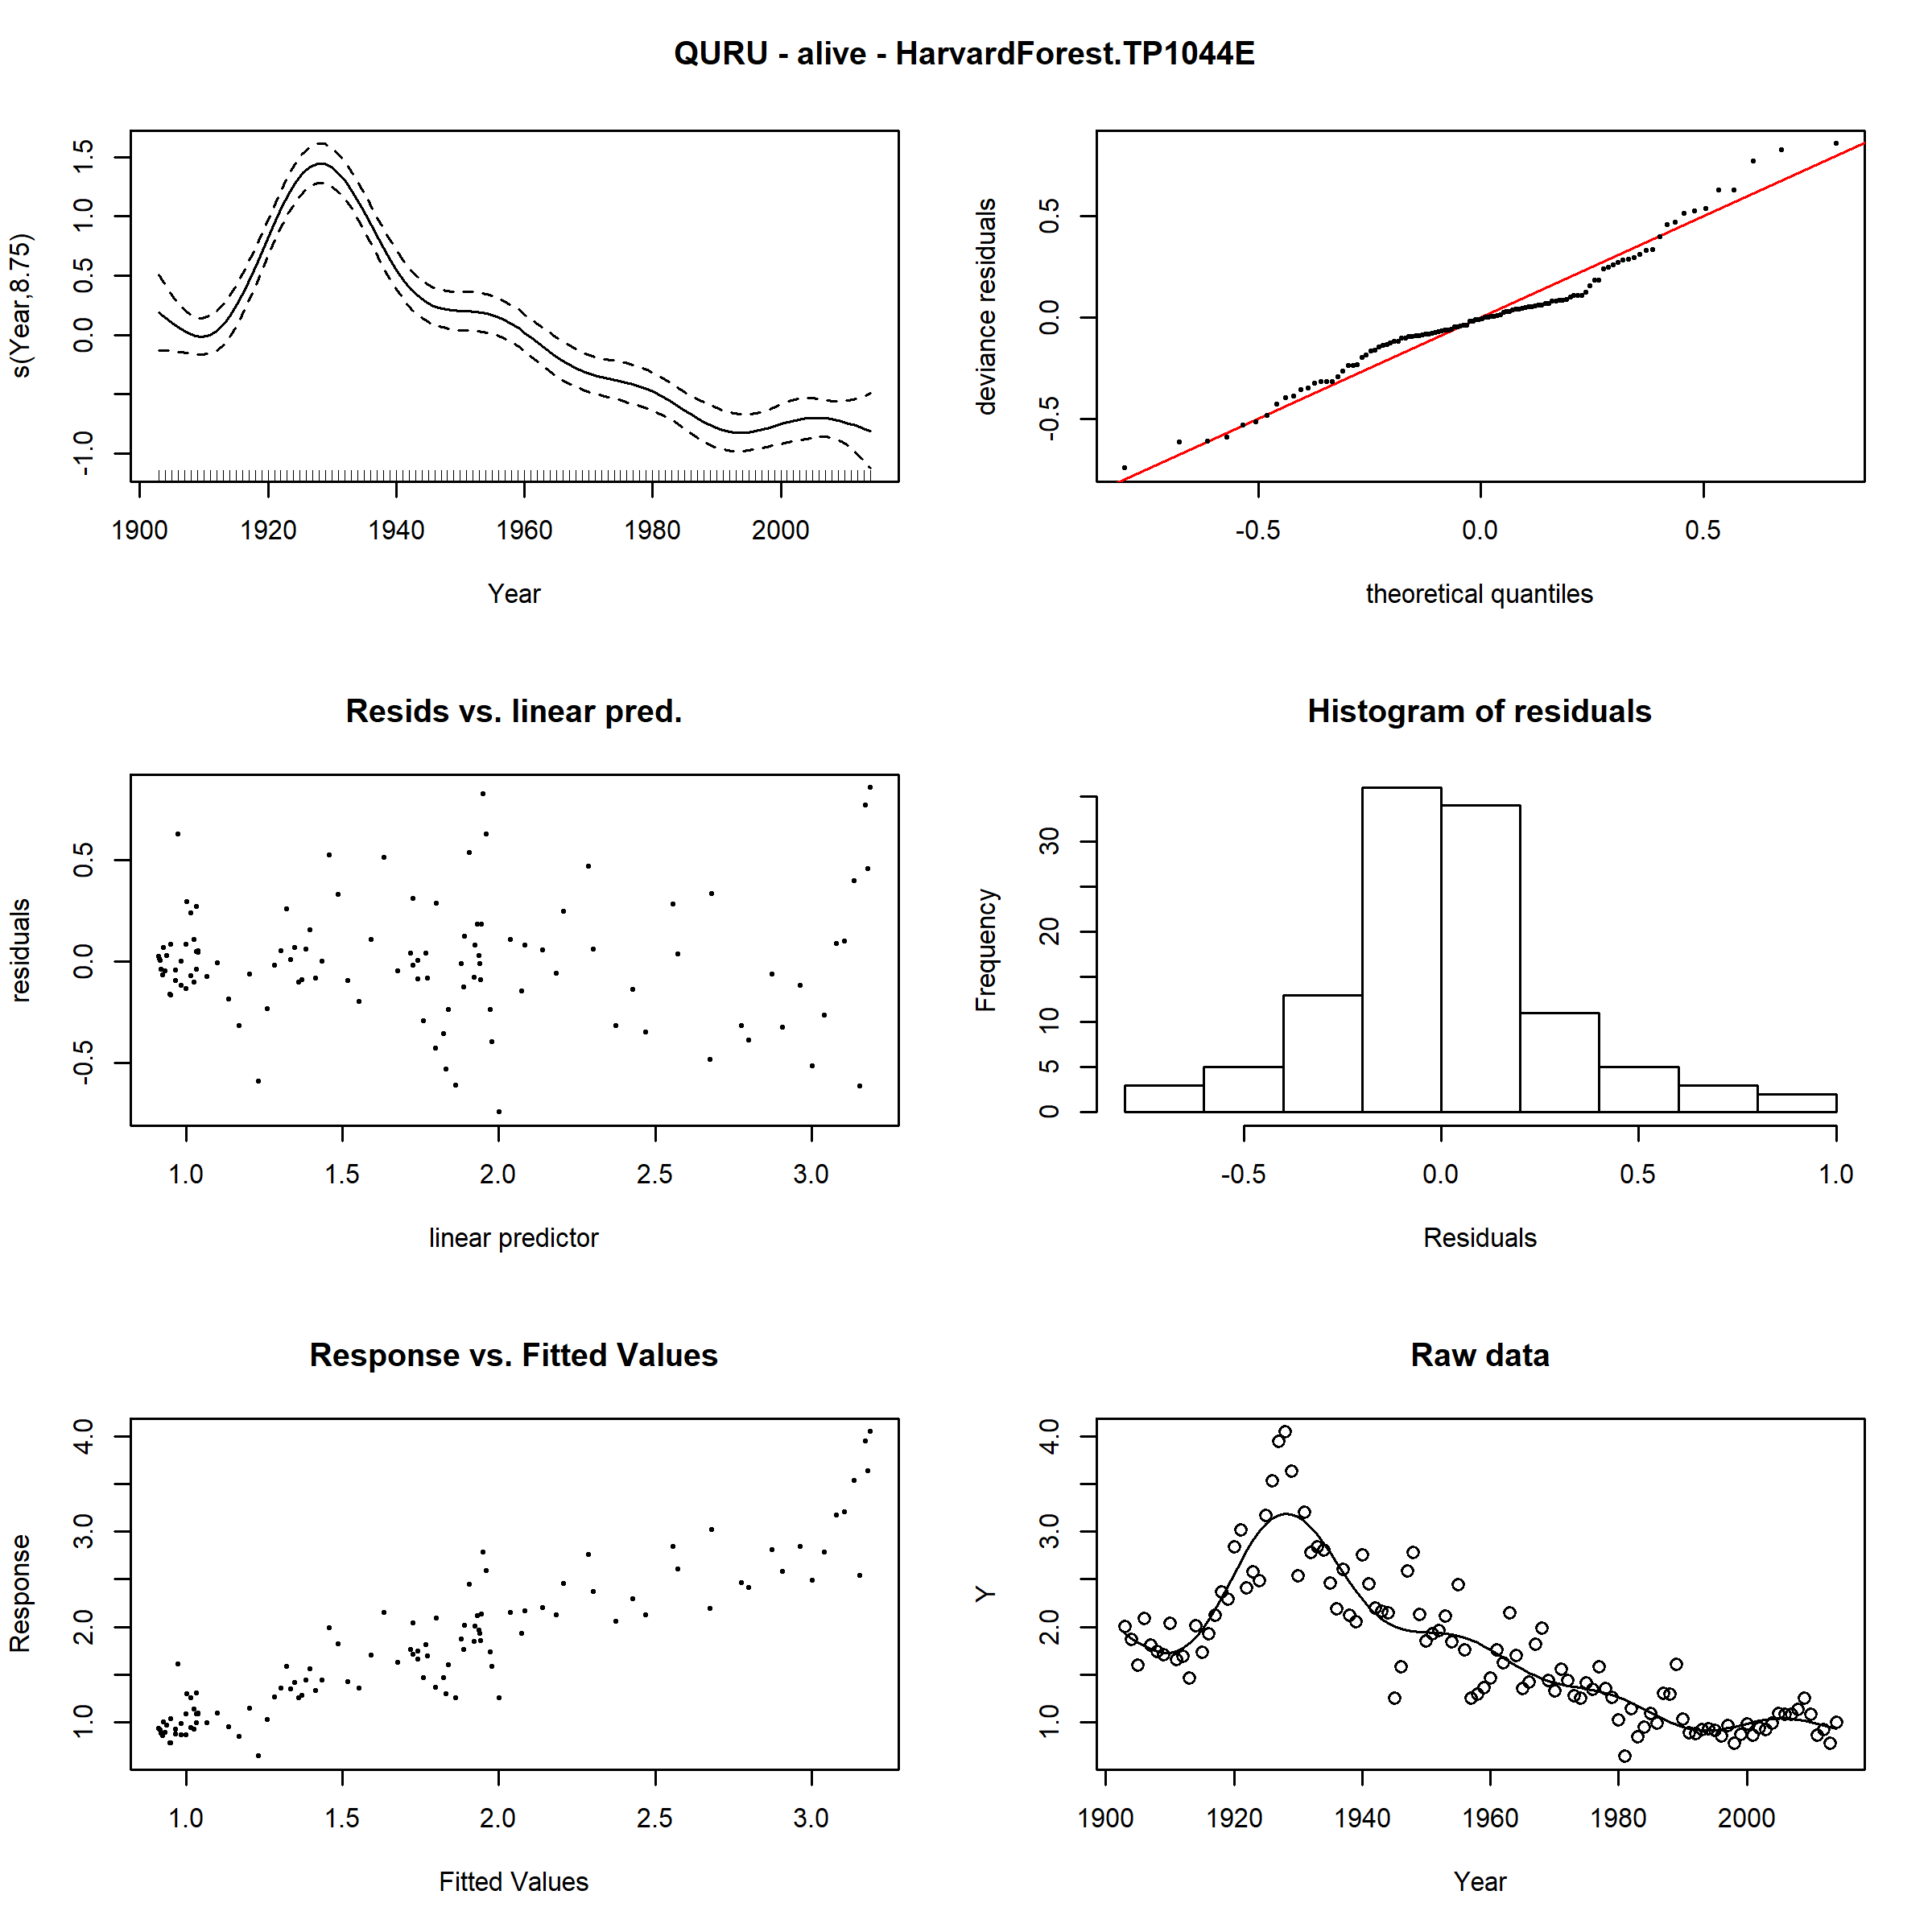 QURU - alive - HarvardForest.TP1044E
s(Year,8.75)
1.5
1.0
0.5
0.0
-1.0
1900 1920 1940 1960 1980 2000
Year
deviance residuals
0.5
0.0
-0.5
-0.5 0.0 0.5
theoretical quantiles
Resids vs. linear pred.
residuals
0.5
0.0
-0.5
1.0 1.5 2.0 2.5 3.0
linear predictor
Histogram of residuals
Frequency
30
20
10
5
0
-0.5 0.0 0.5 1.0
Residuals
Response vs. Fitted Values
Response
4.0
3.0
2.0
1.0
1.0 1.5 2.0 2.5 3.0
Fitted Values
Raw data
Y
4.0
3.0
2.0
1.0
1900 1920 1940 1960 1980 2000
Year